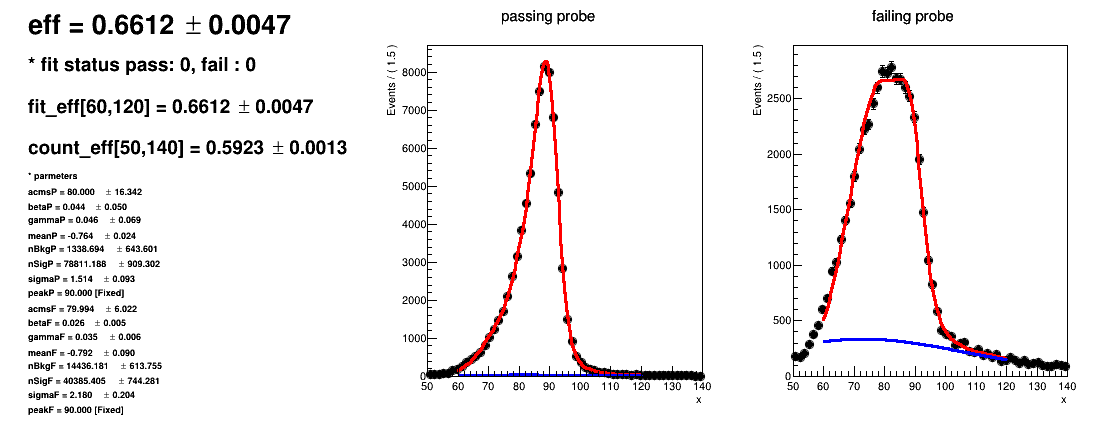 eff = 0.6612 ± 0.0047
* fit status pass: 0, fail : 0
fit_eff[60,120] = 0.6612 ± 0.0047
count_eff[50,140] = 0.5923 ± 0.0013
* parmeters
acmsP = 80.000 ± 16.342
betaP = 0.044 ± 0.050
gammaP = 0.046 ± 0.069
meanP = -0.764 ± 0.024
nBkgP = 1338.694 ± 643.601
nSigP = 78811.188 ± 909.302
sigmaP = 1.514 ± 0.093
peakP = 90.000 [Fixed]
acmsF = 79.994 ± 6.022
betaF = 0.026 ± 0.005
gammaF = 0.035 ± 0.006
meanF = -0.792 ± 0.090
nBkgF = 14436.181 ± 613.755
nSigF = 40385.405 ± 744.281
sigmaF = 2.180 ± 0.204
peakF = 90.000 [Fixed]
passing probe
Events / ( 1.5 )
8000
7000
6000
5000
4000
3000
2000
1000
0
50 60 70 80 90 100 110 120 130 140
x
failing probe
Events / ( 1.5 )
2500
2000
1500
1000
500
0
50 60 70 80 90 100 110 120 130 140
x